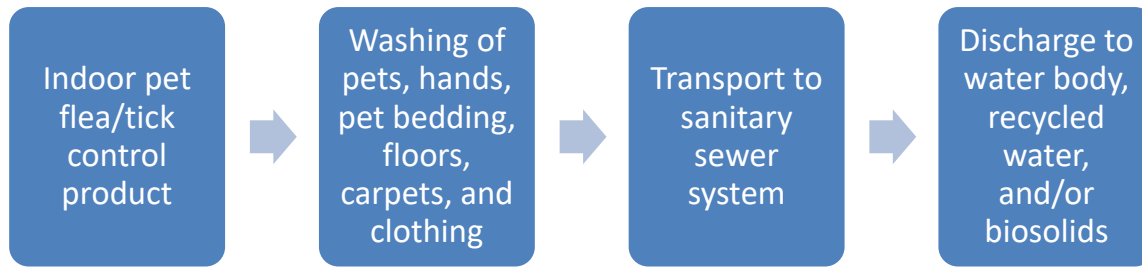 Indoor pet
flea/tick
control
product
Washing of
pets, hands,
pet bedding,
floors,
carpets, and
clothing
Transport to
sanitary
sewer
system
Discharge to
water body,
recycled
water,
and/or
biosolids